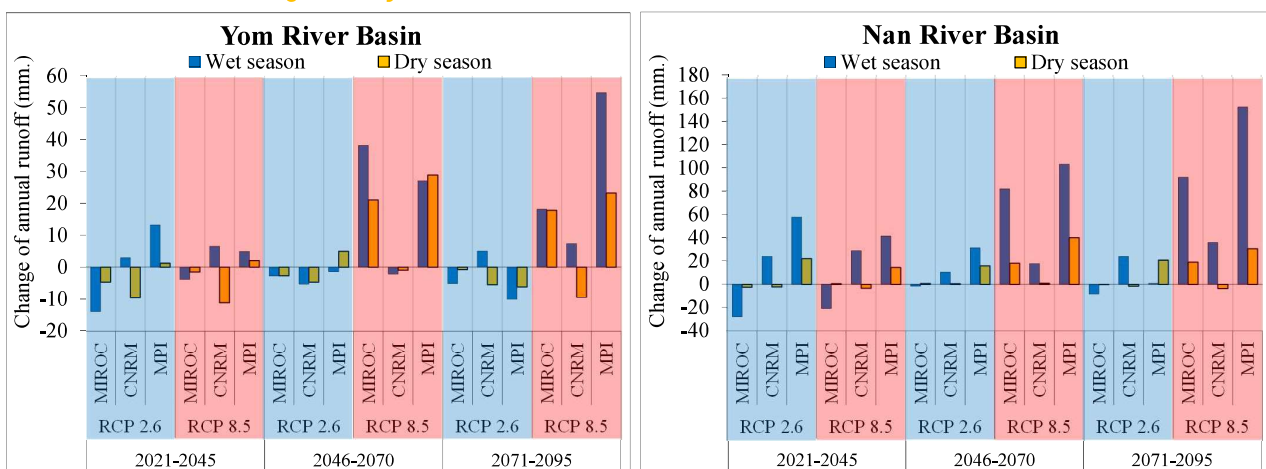 Yom River Basin
Wet season Dry season
Change of annual runoff (mm.)
60
50
40
30
20
10
0
-10
-20
MIROC CNRM MPI MIROC CNRM MPI MIROC CNRM MPI MIROC CNRM MPI MIROC CNRM MPI MIROC CNRM MPI
RCP 2.6 RCP 8.5 RCP 2.6 RCP 8.5 RCP 2.6 RCP 8.5
2021-2045 2046-2070 2071-2095
Nan River Basin
Wet season Dry season
Change of annual runoff (mm.)
180
160
140
120
100
80
60
40
20
0
-20
-40
MIROC CNRM MPI MIROC CNRM MPI MIROC CNRM MPI MIROC CNRM MPI MIROC CNRM MPI MIROC CNRM MPI
RCP 2.6 RCP 8.5 RCP 2.6 RCP 8.5 RCP 2.6 RCP 8.5
2021-2045 2046-2070 2071-2095